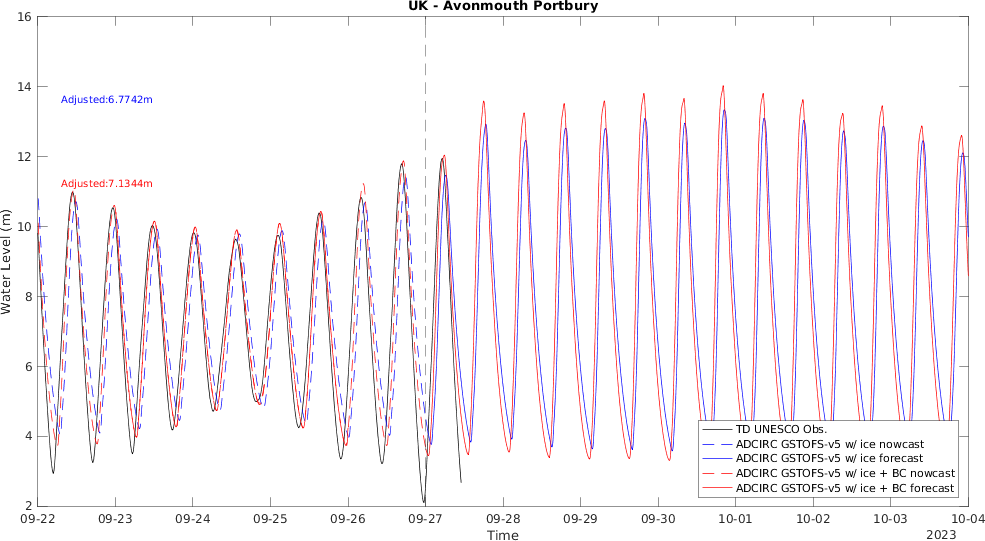 UK - Avonmouth Portbury
16
14
12
10
8
6
4
2
Water Level (m)
Adjusted:6.7742m
Adjusted:7.1344m
TD UNESCO Obs.
ADCIRC GSTOFS-v5 w/ ice nowcast
ADCIRC GSTOFS-v5 w/ ice forecast
ADCIRC GSTOFS-v5 w/ ice + BC nowcast
ADCIRC GSTOFS-v5 w/ ice + BC forecast
09-22 09-23 09-24 09-25 09-26 09-27 09-28 09-29 09-30 10-01 10-02 10-03 10-04
Time
2023